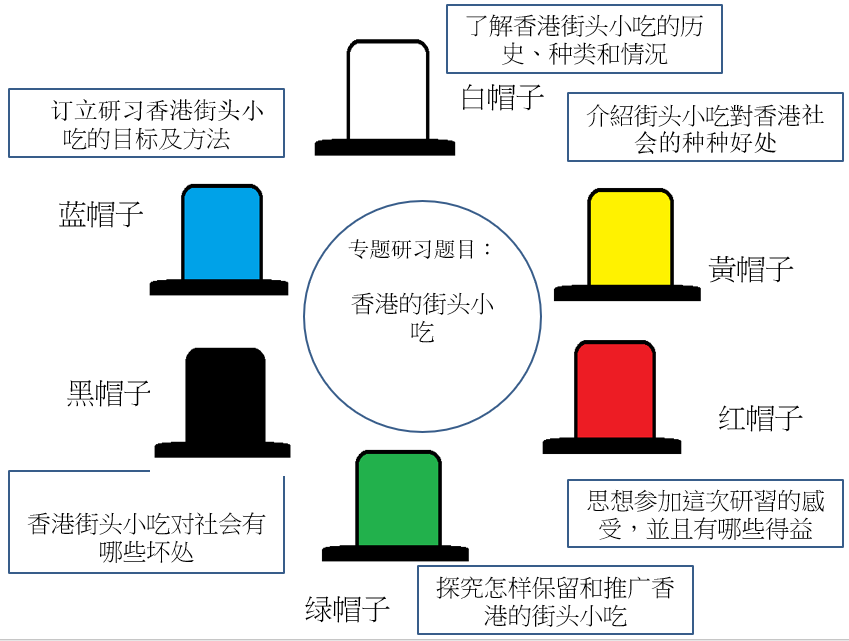 了解香港街头小吃的历
史、种类和情况
白帽子
订立研习香港街头小
吃的目标及方法
介紹街头小吃對香港社
会的种种好处
蓝帽子
黃帽子
专题研习题目：
香港的街头小
吃
黑帽子
红帽子
香港街头小吃对社会有
哪些坏处
思想参加這次研習的感
受，並且有哪些得益
绿帽子
探究怎样保留和推广香
港的街头小吃